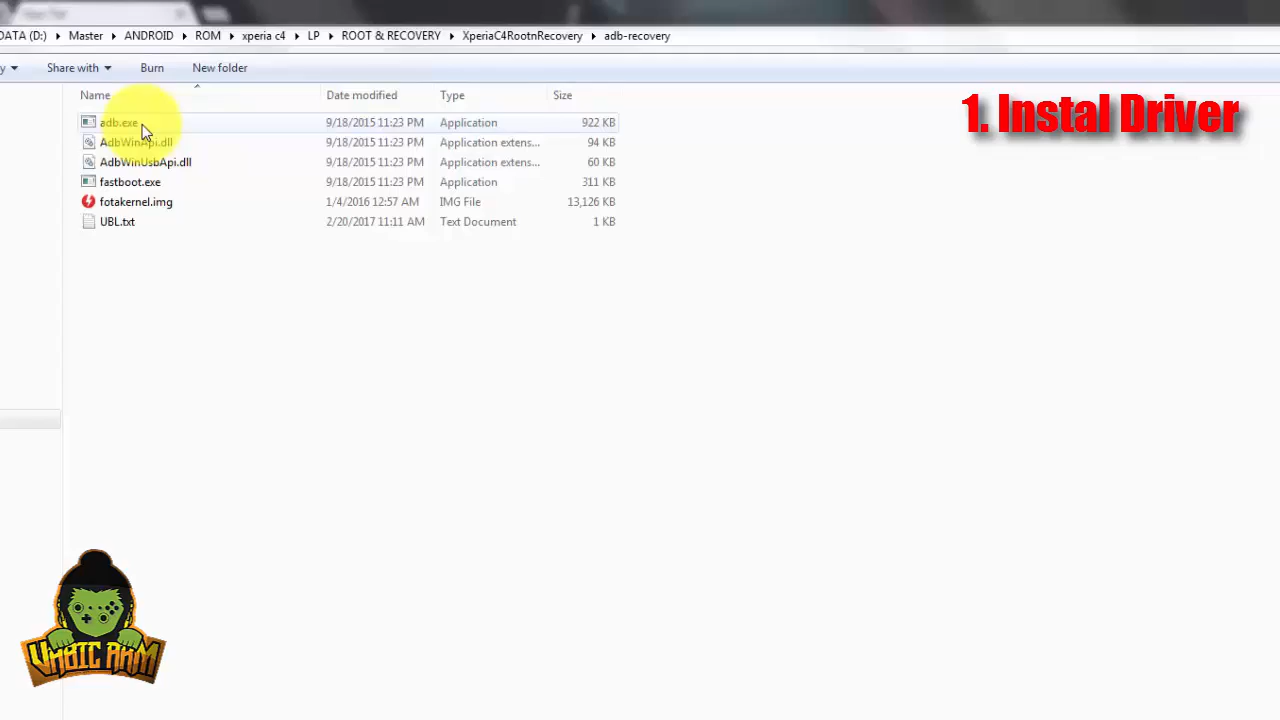 DATA (D:) ▸ Master ▸ ANDROID ▸ ROM ▸ xperia c4 ▸ LP ▸ ROOT & RECOVERY ▸ XperiaC4RootnRecovery ▸ adb-recovery
y Share with Burn New folder
Name Date modified Type Size
1. Instal Driver
adb.exe 9/18/2015 11:23 PM Application 922 KB
AdbWinApi.dll 9/18/2015 11:23 PM Application extens... 94 KB
AdbWinUsbApi.dll 9/18/2015 11:23 PM Application extens... 60 KB
fastboot.exe 9/18/2015 11:23 PM Application 311 KB
fotakernel.img 1/4/2016 12:57 AM IMG File 13,126 KB
UBL.txt 2/20/2017 11:11 AM Text Document 1 KB